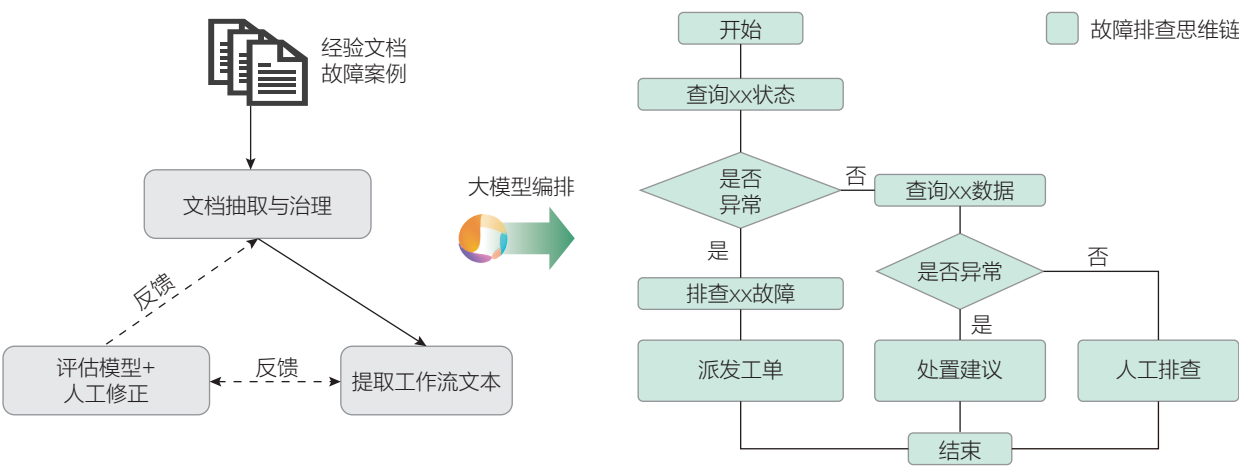 经验文档
故障案例
文档抽取与治理
反馈
评估模型+
人工修正
反馈
提取工作流文本
大模型编排
开始
故障排查思维链
查询xx状态
是否
异常
否
查询xx数据
是
是否异常
否
排查xx故障
是
派发工单
处置建议
人工排查
结束